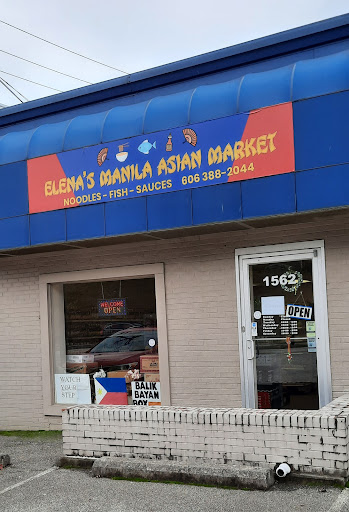 ELENA'S MANILA ASIAN MARKET
NOODLES - FISH - SAUCES 606 388-2044
1562
WELCOME
OPEN
OPEN
WATCH
YOUR
STEP
BALIK
BAYAN
BOX